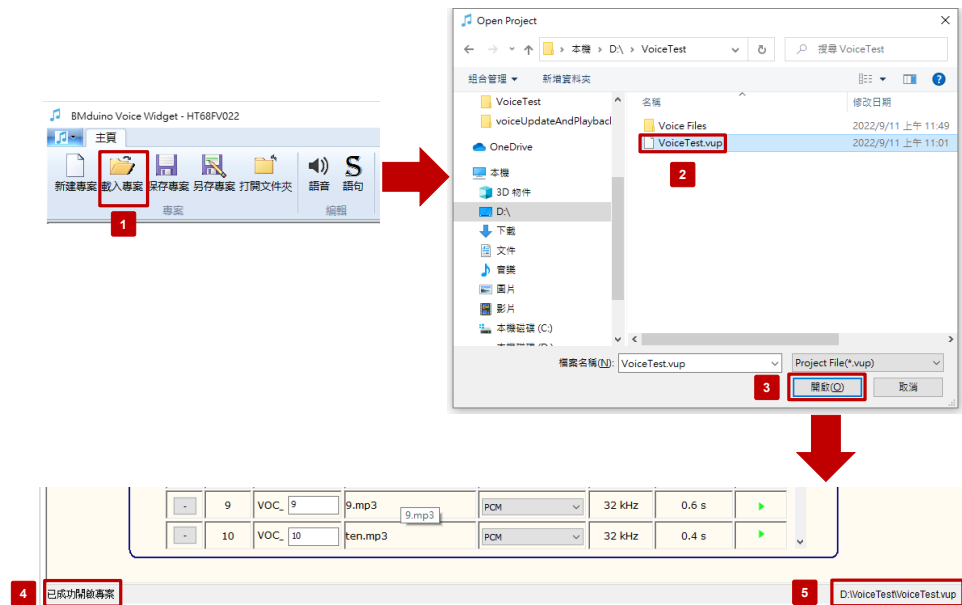 Open Project
本機 › D:\ › VoiceTest
搜尋 VoiceTest
組合管理 新增資料夾
VoiceTest
voiceUpdateAndPlaybacl
OneDrive
本機
3D 物件
D:\
下載
文件
音樂
圖片
影片
本機磁碟 (C:)
名稱 修改日期
Voice Files 2022/9/11 上午 11:49
VoiceTest.vup 2022/9/11 上午 11:01
2
檔案名稱(N): VoiceTest.vup Project File(*.vup)
3 開啟(O) 取消
BMduino Voice Widget - HT68FV022
主頁
新建專案 載入專案 保存專案 另存專案 打開文件夾 語音 語句
專案 編輯
1
- 9 VOC_ 9 9.mp3 PCM 32 kHz 0.6 s
9.mp3
- 10 VOC_ 10 ten.mp3 PCM 32 kHz 0.4 s
4 已成功開啟專案 5 D:\VoiceTest\VoiceTest.vup